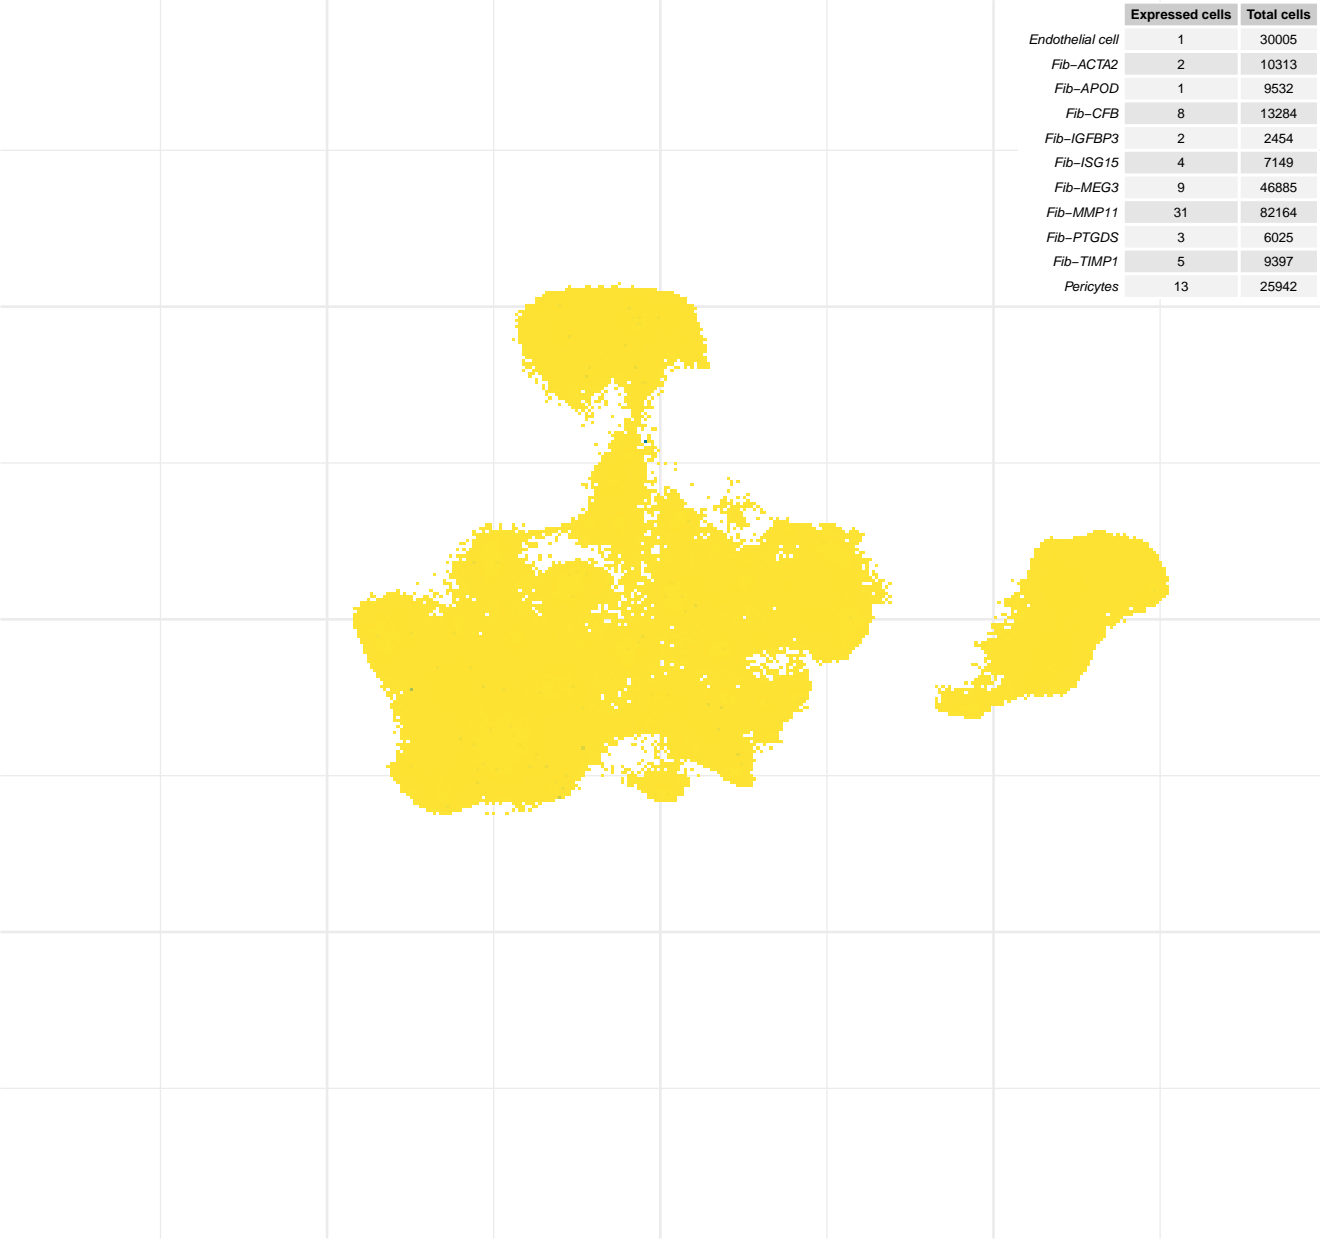 Expressed cells Total cells
Endothelial cell 1 30005
Fib−ACTA2 2 10313
Fib−APOD 1 9532
Fib−CFB 8 13284
Fib−IGFBP3 2 2454
Fib−ISG15 4 7149
Fib−MEG3 9 46885
Fib−MMP11 31 82164
Fib−PTGDS 3 6025
Fib−TIMP1 5 9397
Pericytes 13 25942